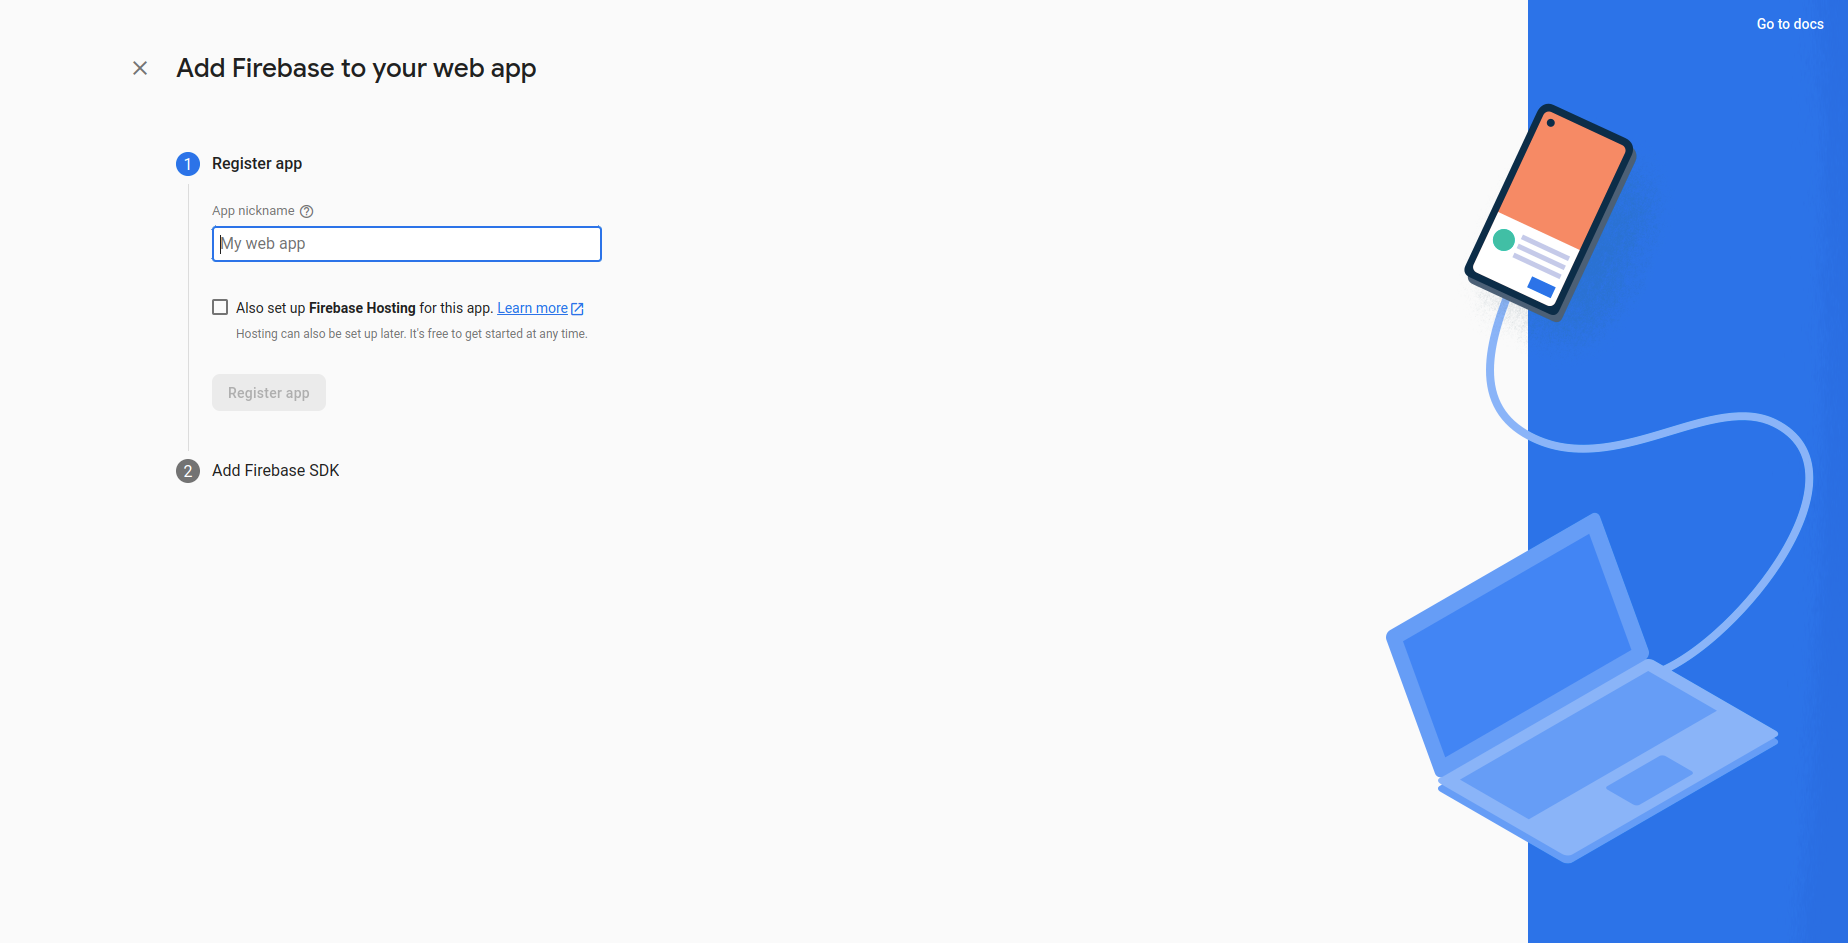 Go to docs
Add Firebase to your web app
1 Register app
App nickname
My web app
Also set up Firebase Hosting for this app. Learn more
Hosting can also be set up later. It's free to get started at any time.
Register app
2 Add Firebase SDK